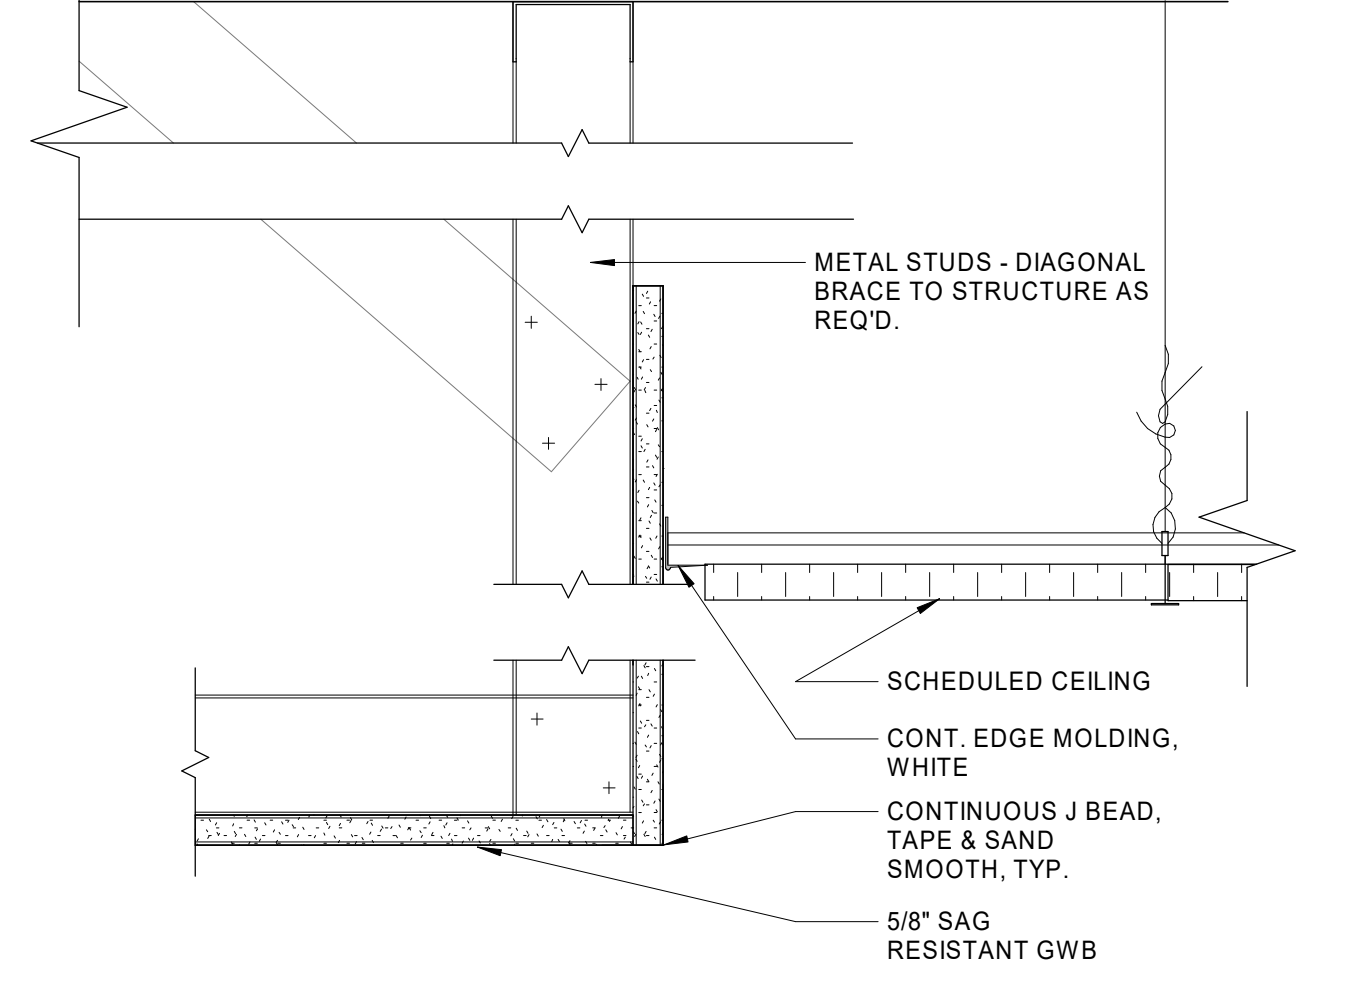 METAL STUDS - DIAGONAL
BRACE TO STRUCTURE AS
REQ'D.
SCHEDULED CEILING
CONT. EDGE MOLDING,
WHITE
CONTINUOUS J BEAD,
TAPE & SAND
SMOOTH, TYP.
5/8" SAG
RESISTANT GWB